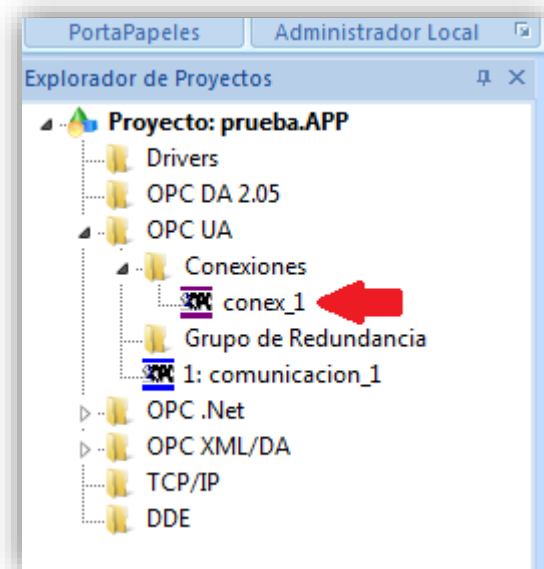 PortaPapeles Administrador Local
Explorador de Proyectos
Proyecto: prueba.APP
Drivers
OPC DA 2.05
OPC UA
Conexiones
conex_1
Grupo de Redundancia
1: comunicacion_1
OPC .Net
OPC XML/DA
TCP/IP
DDE